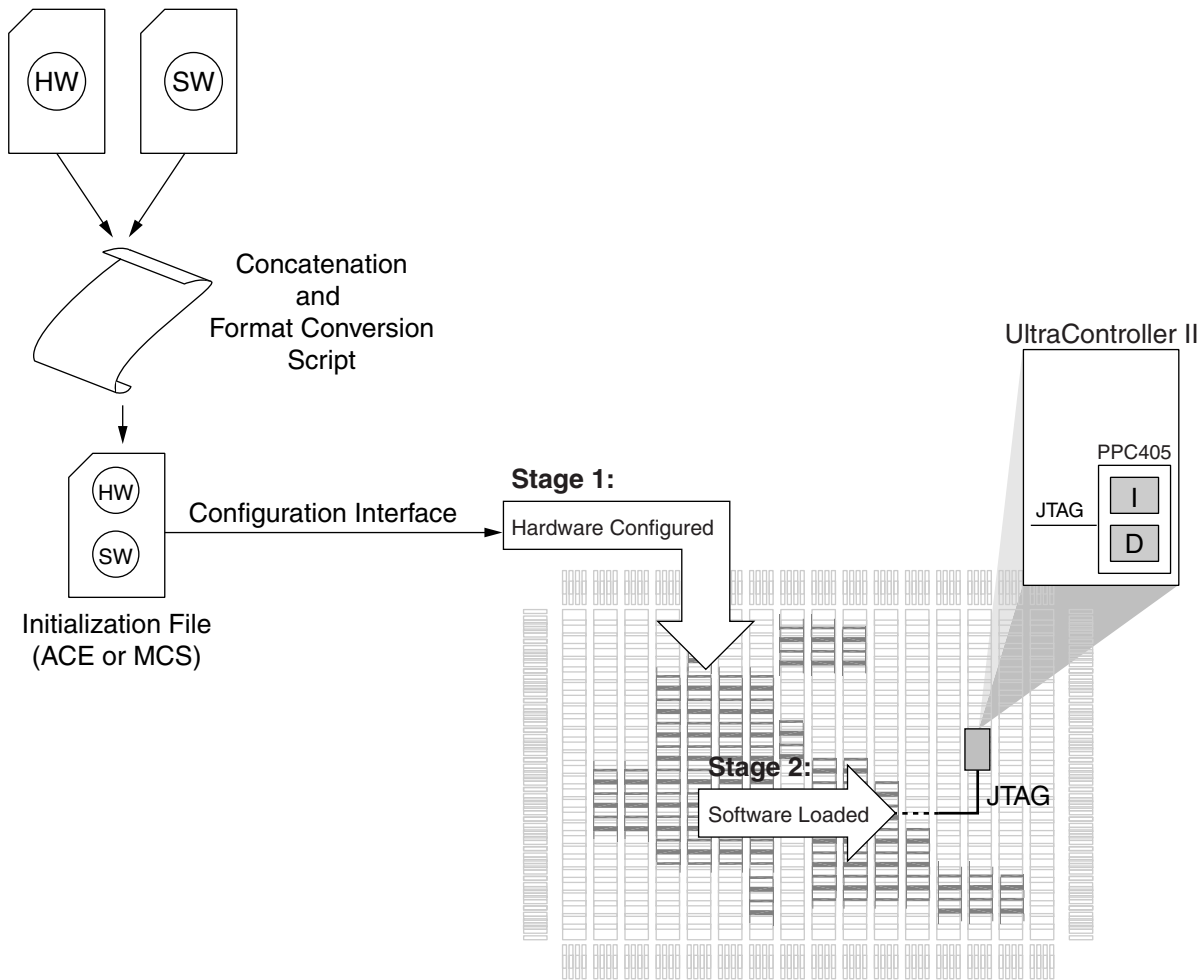 HW
SW
Concatenation
and
Format Conversion
Script
UltraController II
PPC405
I
JTAG
D
HW
SW
Configuration Interface
Stage 1:
Hardware Configured
Initialization File
(ACE or MCS)
Stage 2:
Software Loaded
JTAG